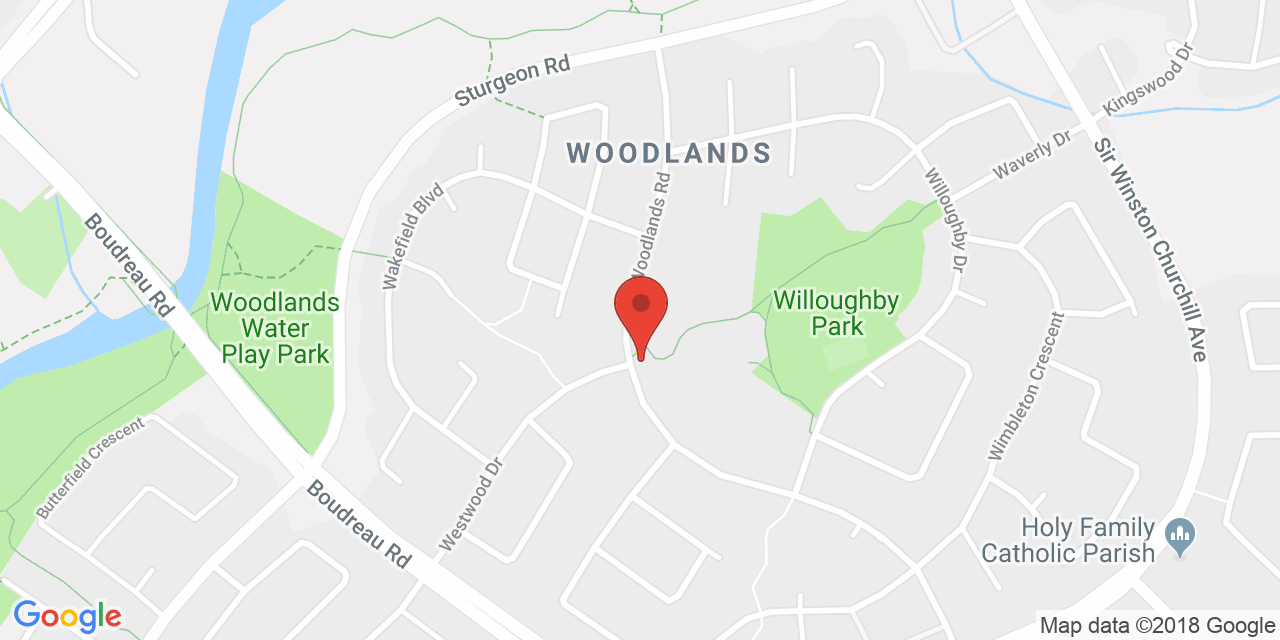 Sturgeon Rd
Kingswood Dr
WOODLANDS
Waverly Dr
Sir Winston Churchill Ave
Wakefield Blvd
Woodlands Rd
Willoughby Dr
Boudreau Rd
Woodlands
Water
Play Park
Willoughby
Park
Wimbleton Crescent
Butterfield Crescent
Westwood Dr
Boudreau Rd
Holy Family
Catholic Parish
Google
Map data ©2018 Google